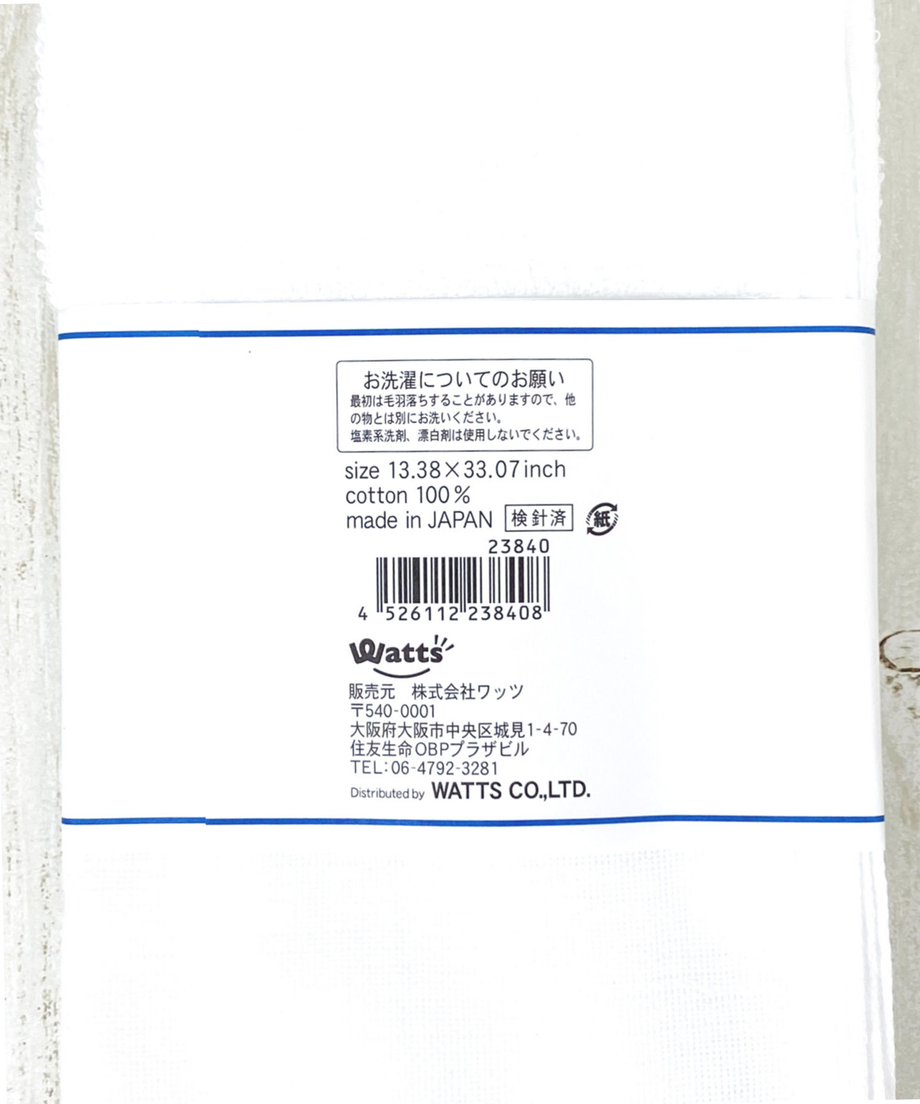 お洗濯についてのお願い
最初は毛羽落ちすることがありますので、他
の物とは別にお洗いください。
塩素系洗剤、漂白剤は使用しないでください。
size 13.38×33.07inch
cotton 100%
made in JAPAN 検針済 紙
23840
4 526112 238408
Watts
販売元 株式会社ワッツ
〒540-0001
大阪府大阪市中央区城見1-4-70
住友生命OBPプラザビル
TEL:06-4792-3281
Distributed by WATTS CO.,LTD.